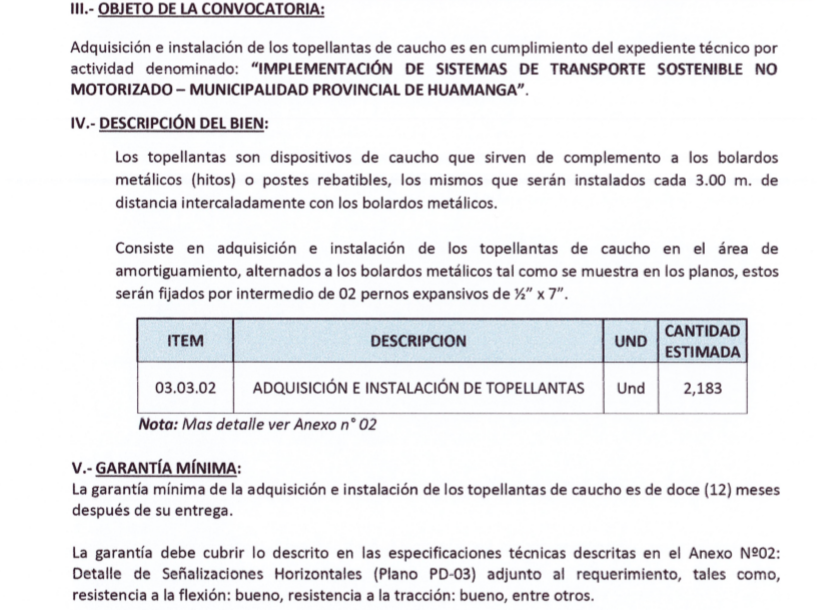 III.- OBJETO DE LA CONVOCATORIA:
Adquisición e instalación de los topellantas de caucho es en cumplimiento del expediente técnico por
actividad denominado: “IMPLEMENTACIÓN DE SISTEMAS DE TRANSPORTE SOSTENIBLE NO
MOTORIZADO – MUNICIPALIDAD PROVINCIAL DE HUAMANGA”.
IV.- DESCRIPCIÓN DEL BIEN:
Los topellantas son dispositivos de caucho que sirven de complemento a los bolardos
metálicos (hitos) o postes rebatibles, los mismos que serán instalados cada 3.00 m. de
distancia intercaladamente con los bolardos metálicos.
Consiste en adquisición e instalación de los topellantas de caucho en el área de
amortiguamiento, alternados a los bolardos metálicos tal como se muestra en los planos, estos
serán fijados por intermedio de 02 pernos expansivos de ½” x 7”.
ITEM DESCRIPCION UND CANTIDAD ESTIMADA
03.03.02 ADQUISICIÓN E INSTALACIÓN DE TOPELLANTAS Und 2,183
Nota: Mas detalle ver Anexo n° 02
V.- GARANTÍA MÍNIMA:
La garantía mínima de la adquisición e instalación de los topellantas de caucho es de doce (12) meses
después de su entrega.
La garantía debe cubrir lo descrito en las especificaciones técnicas descritas en el Anexo Nº02:
Detalle de Señalizaciones Horizontales (Plano PD-03) adjunto al requerimiento, tales como,
resistencia a la flexión: bueno, resistencia a la tracción: bueno, entre otros.